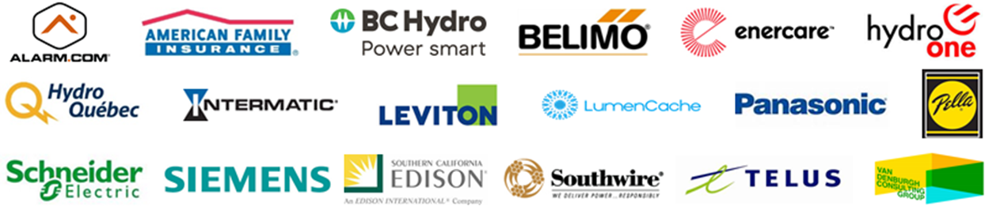 ALARM.COM®
AMERICAN FAMILY
INSURANCE®
BC Hydro
Power smart
BELIMO®
enercare™
hydro
one
Hydro
Québec
INTERMATIC®
LEVITON
LumenCache
Panasonic®
Pella®
Schneider
Electric
SIEMENS
SOUTHERN CALIFORNIA
EDISON®
An EDISON INTERNATIONAL® Company
Southwire®
WE DELIVER POWER...RESPONSIBLY
TELUS
VAN
DENBURGH
CONSULTING
GROUP